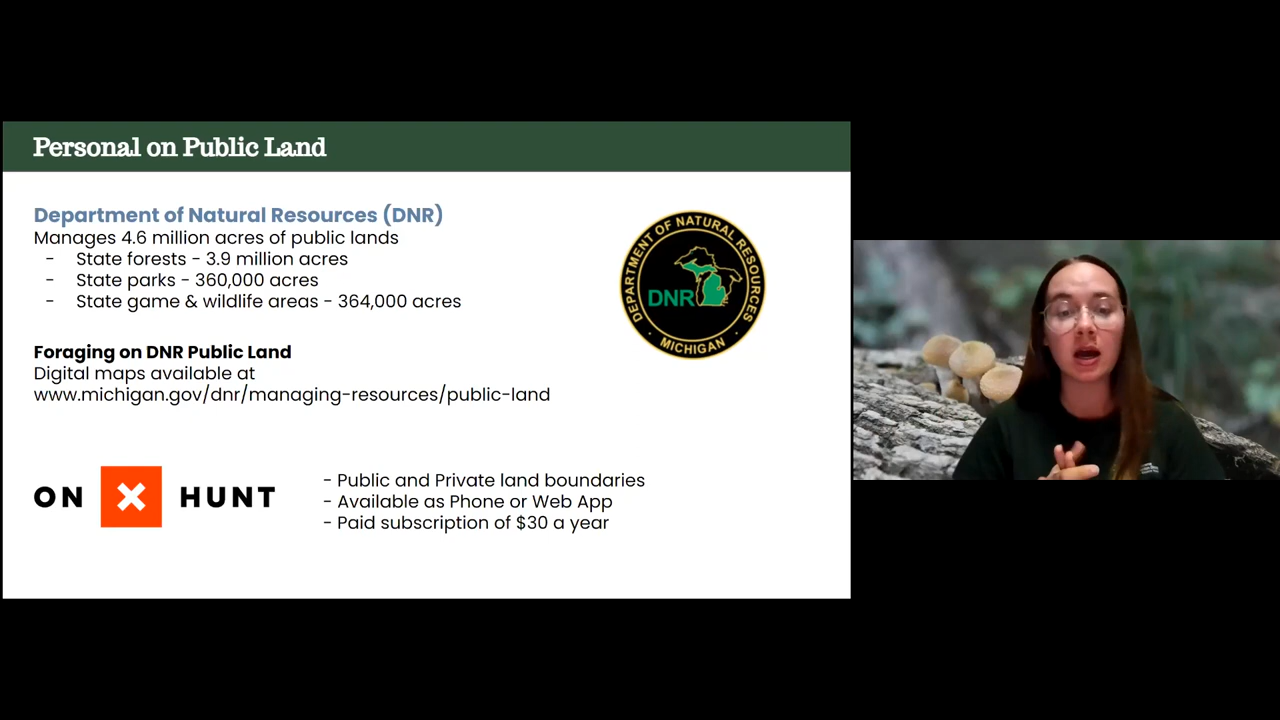 Personal on Public Land
Department of Natural Resources (DNR)
Manages 4.6 million acres of public lands
- State forests - 3.9 million acres
- State parks - 360,000 acres
- State game & wildlife areas - 364,000 acres
DEPARTMENT OF NATURAL RESOURCES
DNR
· MICHIGAN ·
Foraging on DNR Public Land
Digital maps available at
www.michigan.gov/dnr/managing-resources/public-land
ON X HUNT
- Public and Private land boundaries
- Available as Phone or Web App
- Paid subscription of $30 a year